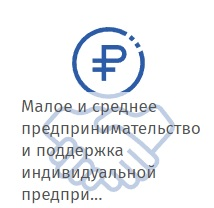 ₽
Малое и среднее
предпринимательство
и поддержка
индивидуальной
предпри...